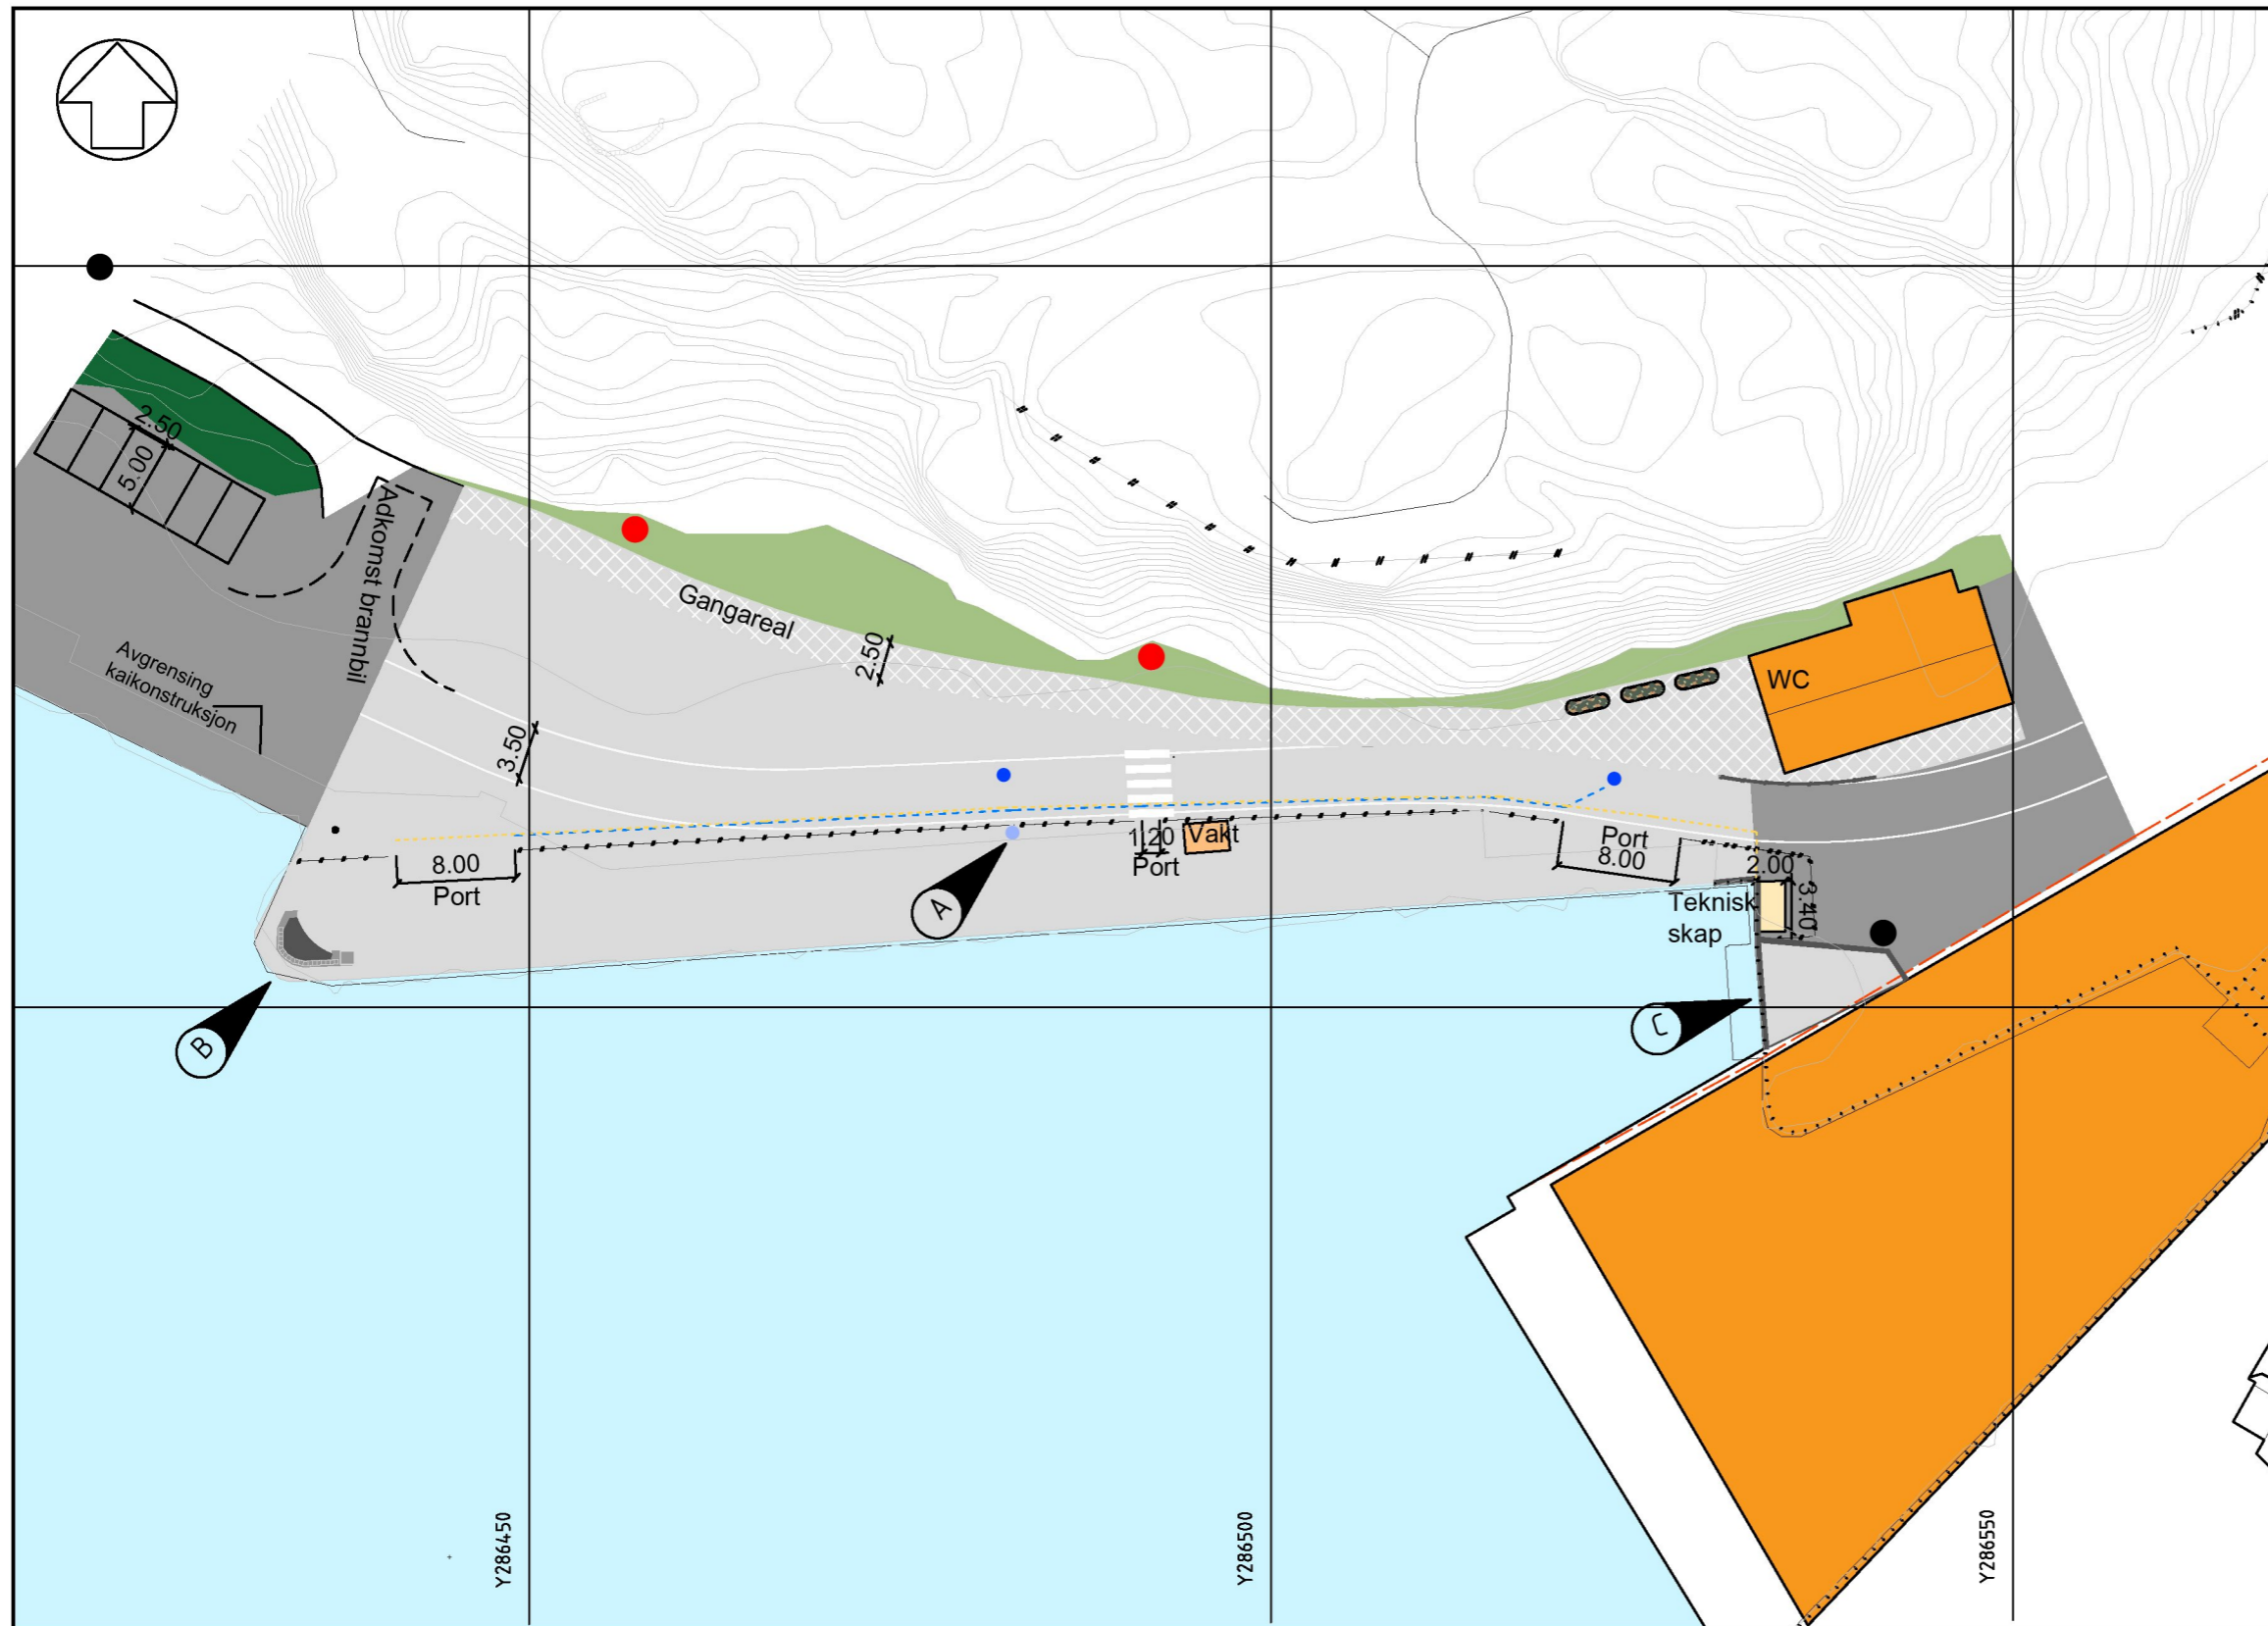 2.50
5.00
Adkomst brannbil
Avgrensing
kaikonstruksjon
Gangareal
2.50
3.50
WC
8.00
Port
1.20
Port
Vakt
Port
8.00
2.00
3.40
Teknisk
skap
A
B
C
Y286450
Y286500
Y286550